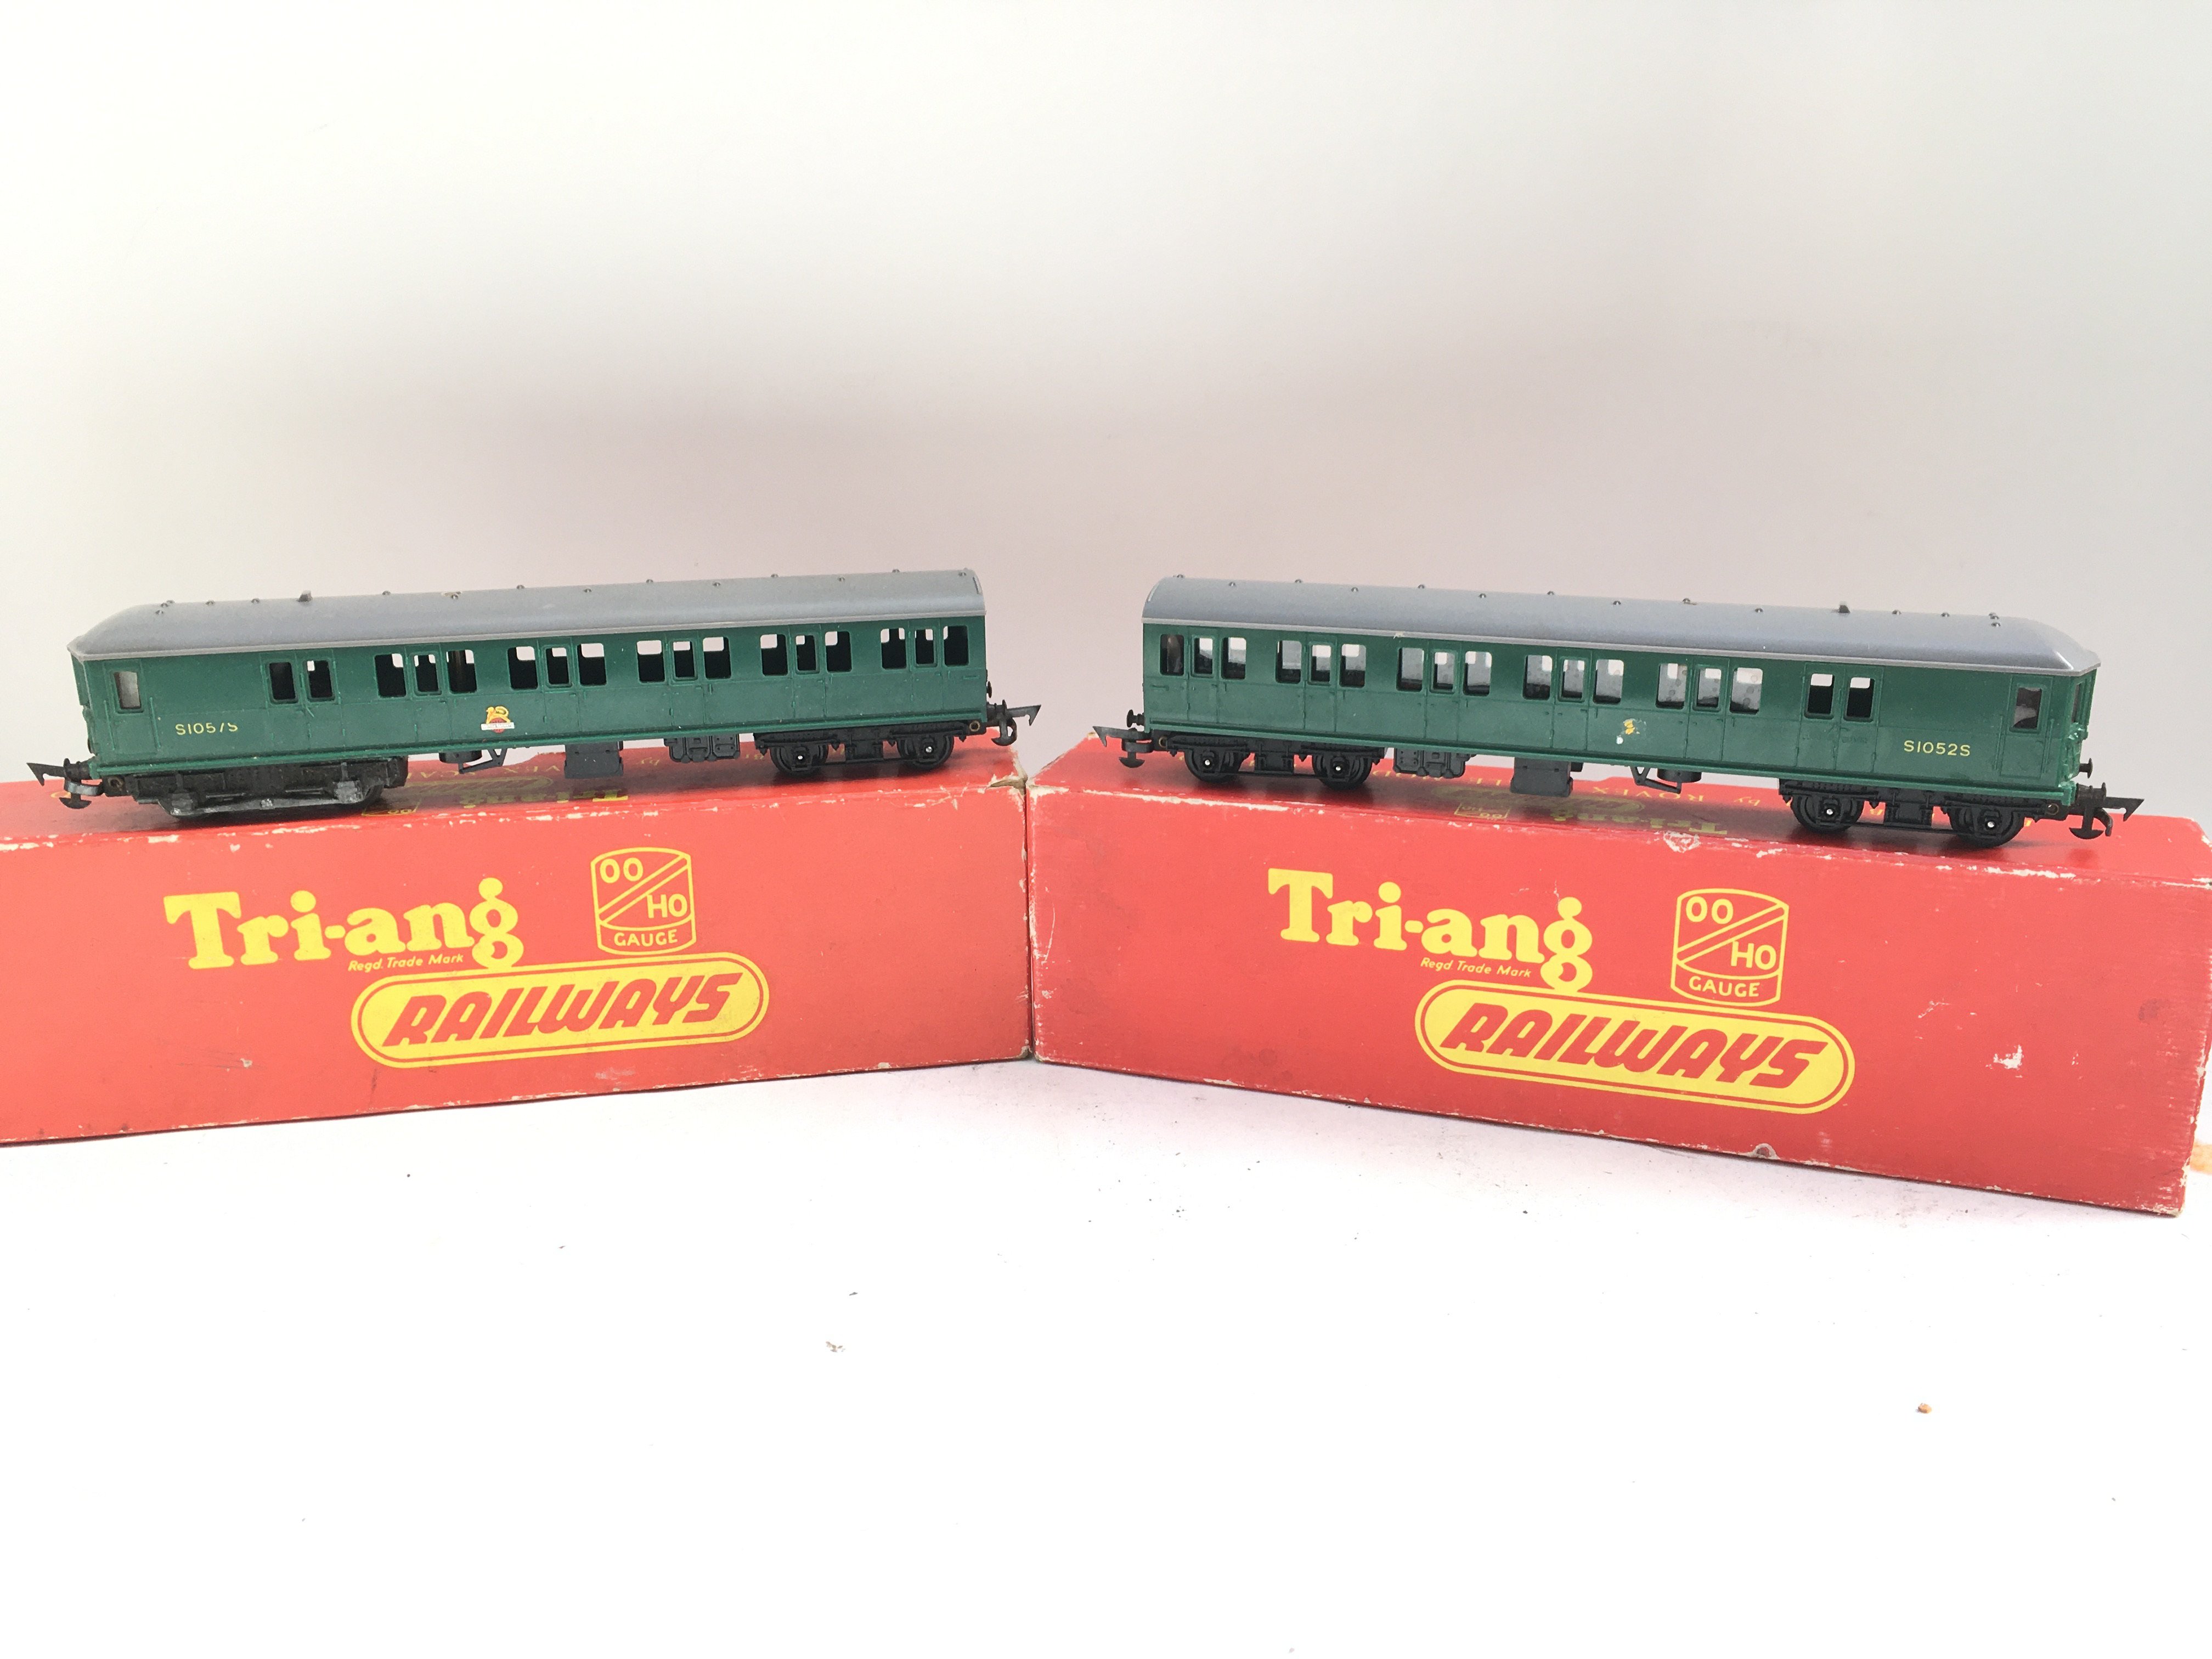 S1057S
S1052S
Tri-ang
Regd. Trade Mark
OO
HO
GAUGE
RAILWAYS
Tri-ang
Regd Trade Mark
OO
HO
GAUGE
RAILWAYS